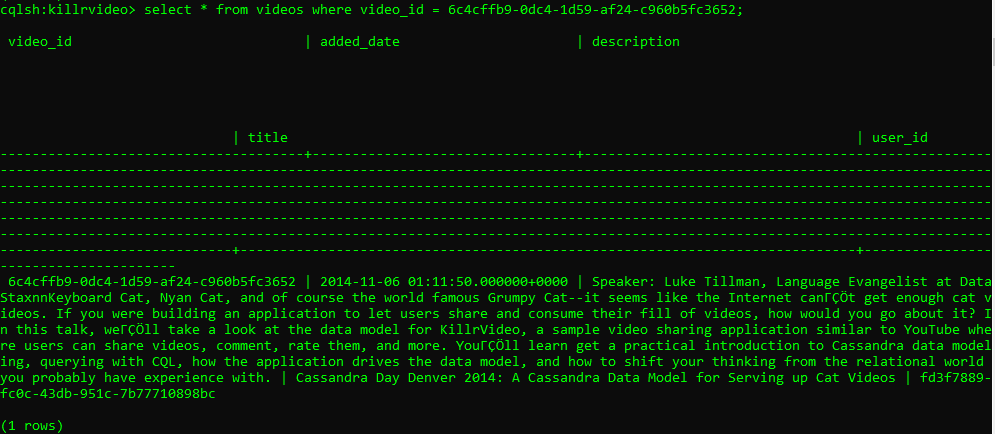 cqlsh:killrvideo> select * from videos where video_id = 6c4cffb9-0dc4-1d59-af24-c960b5fc3652;
 video_id                             | added_date                      | description
                             | title                                                                        | user_id
--------------------------------------+---------------------------------+---------------------------------------------------
----------------------------------------------------------------------------------------------------------------------------
----------------------------------------------------------------------------------------------------------------------------
----------------------------------------------------------------------------------------------------------------------------
----------------------------------------------------------------------------------------------------------------------------
----------------------------------------------------------------------------------------------------------------------------
-----------------------------+-----------------------------------------------------------------------------+----------------
----------------------
 6c4cffb9-0dc4-1d59-af24-c960b5fc3652 | 2014-11-06 01:11:50.000000+0000 | Speaker: Luke Tillman, Language Evangelist at Data
StaxnnKeyboard Cat, Nyan Cat, and of course the world famous Grumpy Cat--it seems like the Internet canΓÇÖt get enough cat v
ideos. If you were building an application to let users share and consume their fill of videos, how would you go about it? I
n this talk, weΓÇÖll take a look at the data model for KillrVideo, a sample video sharing application similar to YouTube whe
re users can share videos, comment, rate them, and more. YouΓÇÖll learn get a practical introduction to Cassandra data model
ing, querying with CQL, how the application drives the data model, and how to shift your thinking from the relational world
you probably have experience with. | Cassandra Day Denver 2014: A Cassandra Data Model for Serving up Cat Videos | fd3f7889-
fc0c-43db-951c-7b77710898bc
(1 rows)